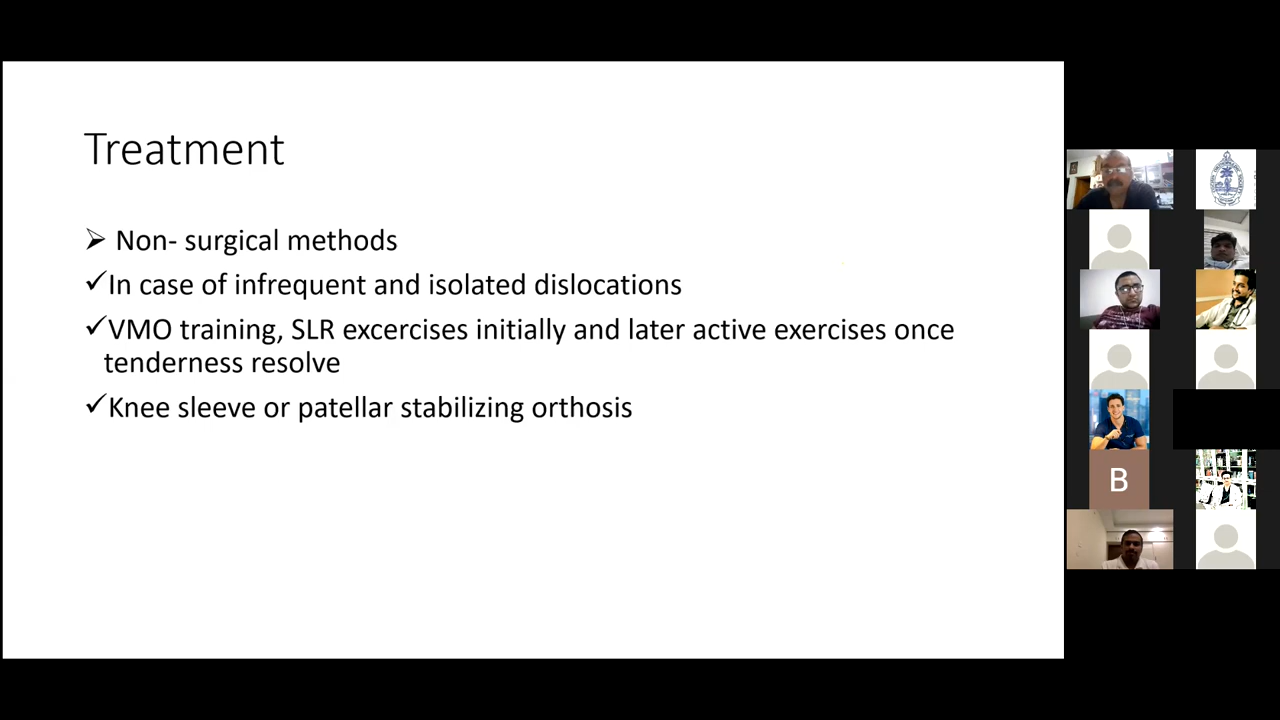 Treatment
➢ Non- surgical methods
✓In case of infrequent and isolated dislocations
✓VMO training, SLR excercises initially and later active exercises once
tenderness resolve
✓Knee sleeve or patellar stabilizing orthosis
B